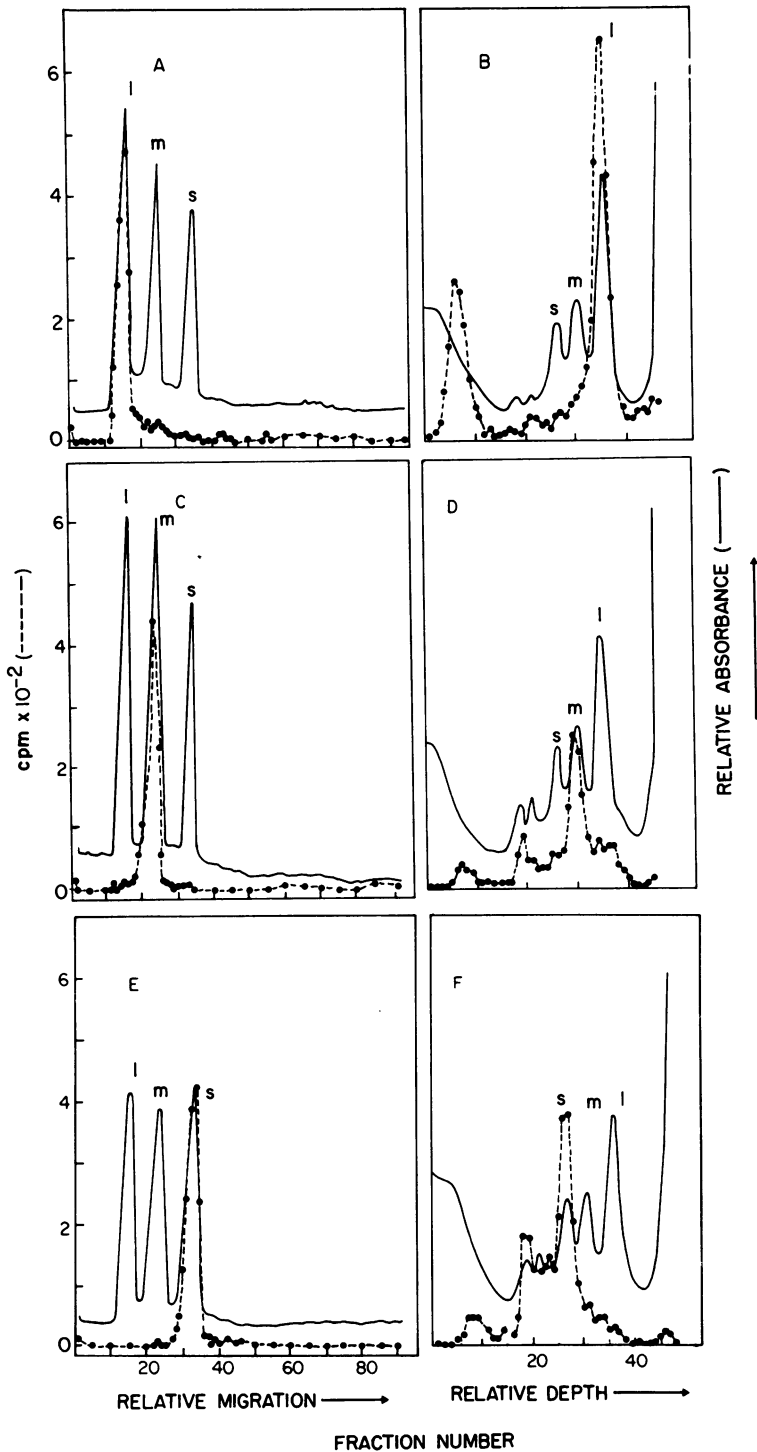 A
B
l
m
s
s
m
l
6
4
2
0
C
D
l
m
s
s
m
l
6
4
2
0
cpm x 10-2 (------)
RELATIVE ABSORBANCE (——)
E
F
l
m
s
s
m
l
6
4
2
0
20 40 60 80
20 40
RELATIVE MIGRATION
RELATIVE DEPTH
FRACTION NUMBER